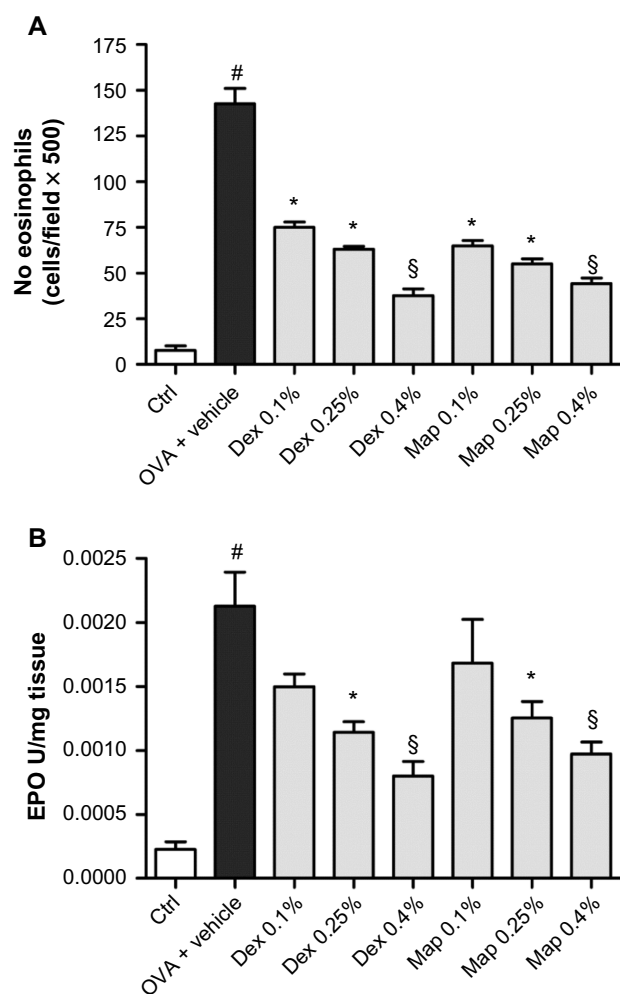 A
No eosinophils
(cells/field × 500)
175
150
125
100
75
50
25
0
#
*
*
§
*
*
§
Ctrl
OVA + vehicle
Dex 0.1%
Dex 0.25%
Dex 0.4%
Map 0.1%
Map 0.25%
Map 0.4%
B
EPO U/mg tissue
0.0025
0.0020
0.0015
0.0010
0.0005
0.0000
#
*
§
*
§
Ctrl
OVA + vehicle
Dex 0.1%
Dex 0.25%
Dex 0.4%
Map 0.1%
Map 0.25%
Map 0.4%